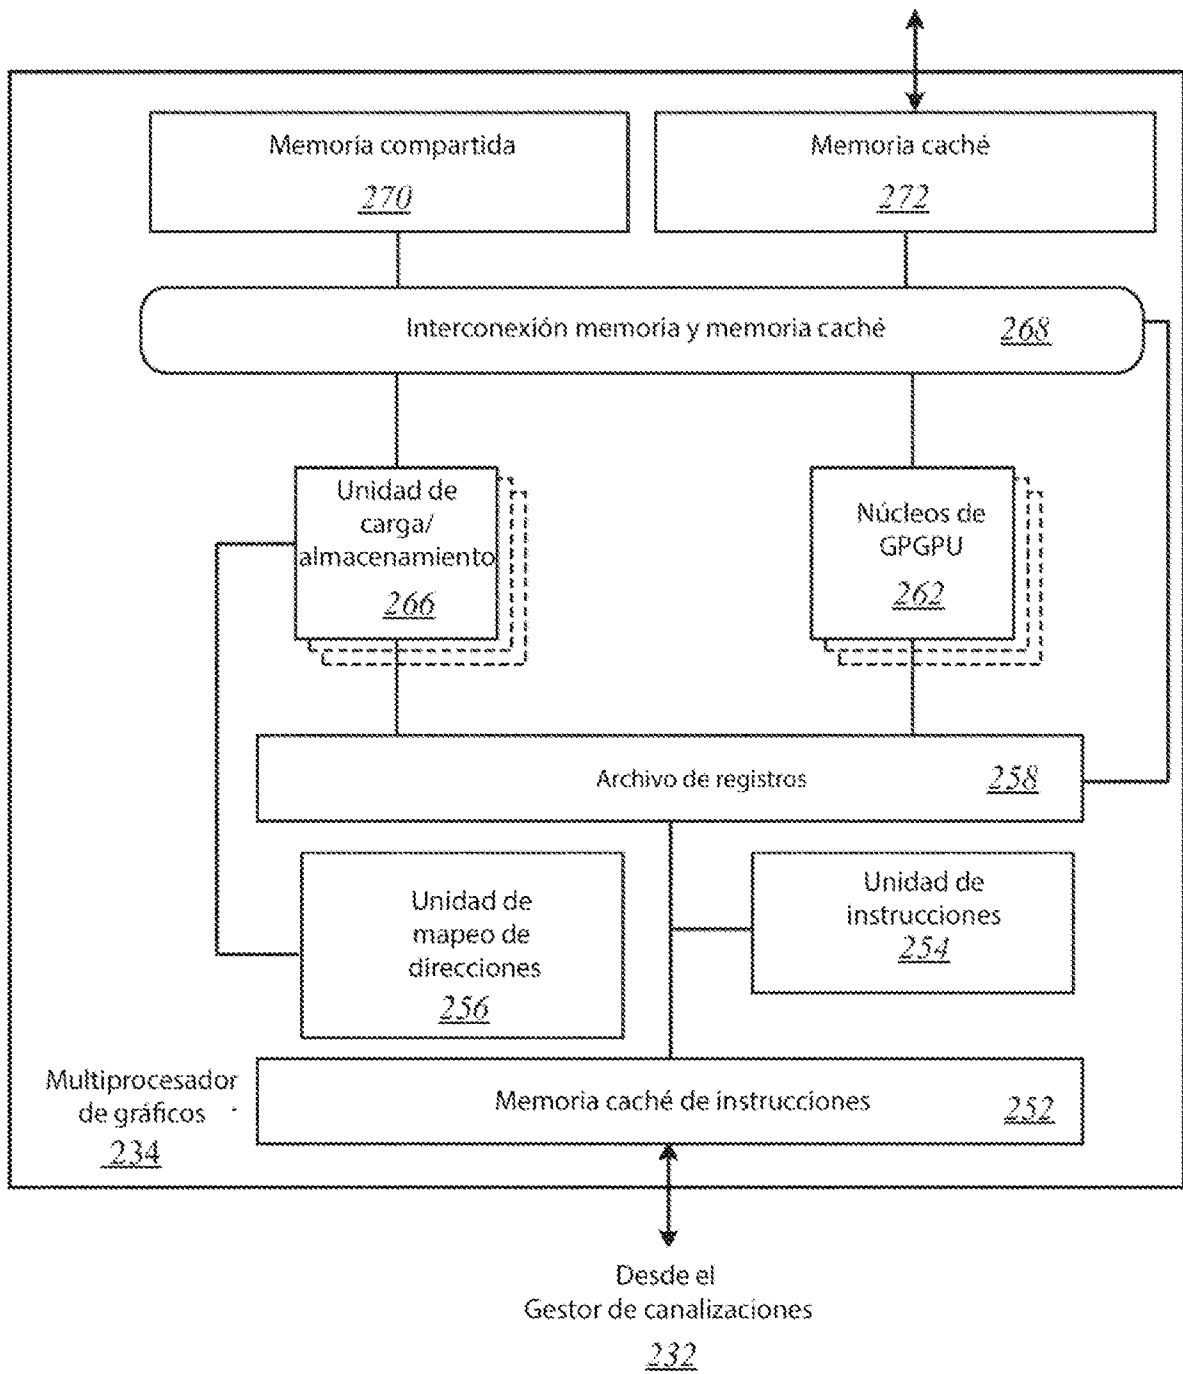 Memoria compartida
270
Memoria caché
272
Interconexión memoria y memoria caché 268
Unidad de
carga/
almacenamiento
266
Núcleos de
GPGPU
262
Archivo de registros 258
Unidad de
mapeo de
direcciones
256
Unidad de
instrucciones
254
Multiprocesador
de gráficos
234
Memoria caché de instrucciones 252
Desde el
Gestor de canalizaciones
232